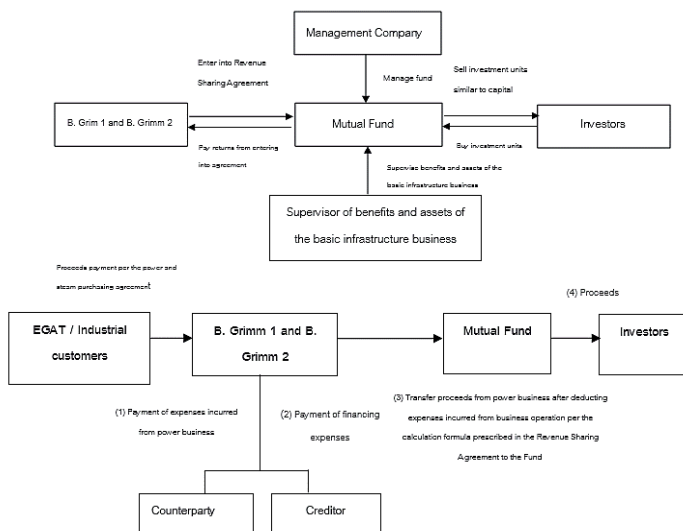 Management Company
Enter into Revenue
Sharing Agreement
Manage fund
Sell investment units
similar to capital
B. Grim 1 and B. Grimm 2
Mutual Fund
Investors
Pay returns from entering
into agreement
Buy investment units
Supervise benefits and assets of the
basic infrastructure business
Supervisor of benefits and assets of
the basic infrastructure business
Proceeds payment per the power and
steam purchasing agreement
(4) Proceeds
EGAT / Industrial
customers
B. Grimm 1 and B.
Grimm 2
Mutual Fund
Investors
(1) Payment of expenses incurred
from power business
(2) Payment of financing
expenses
(3) Transfer proceeds from power business after deducting
expenses incurred from business operation per the
calculation formula prescribed in the Revenue Sharing
Agreement to the Fund
Counterparty
Creditor